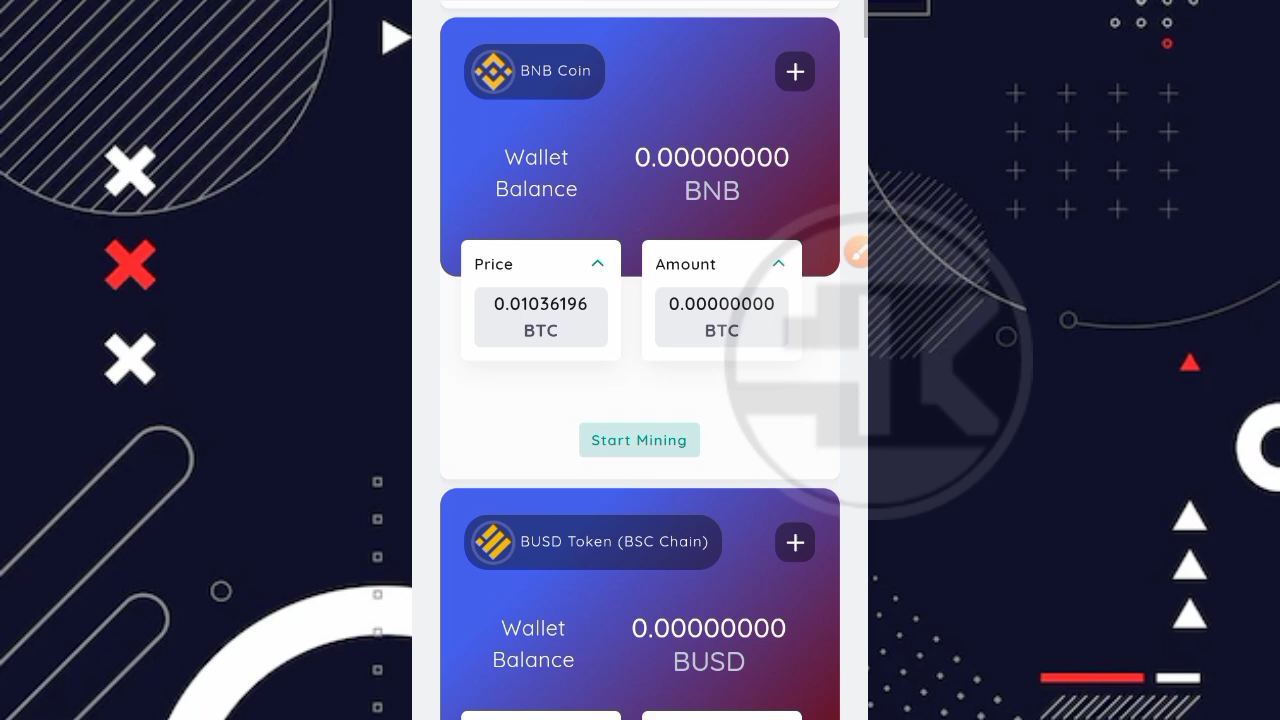 BNB Coin
Wallet
Balance
0.00000000
BNB
Price
0.01036196
BTC
Amount
0.00000000
BTC
Start Mining
BUSD Token (BSC Chain)
Wallet
Balance
0.00000000
BUSD